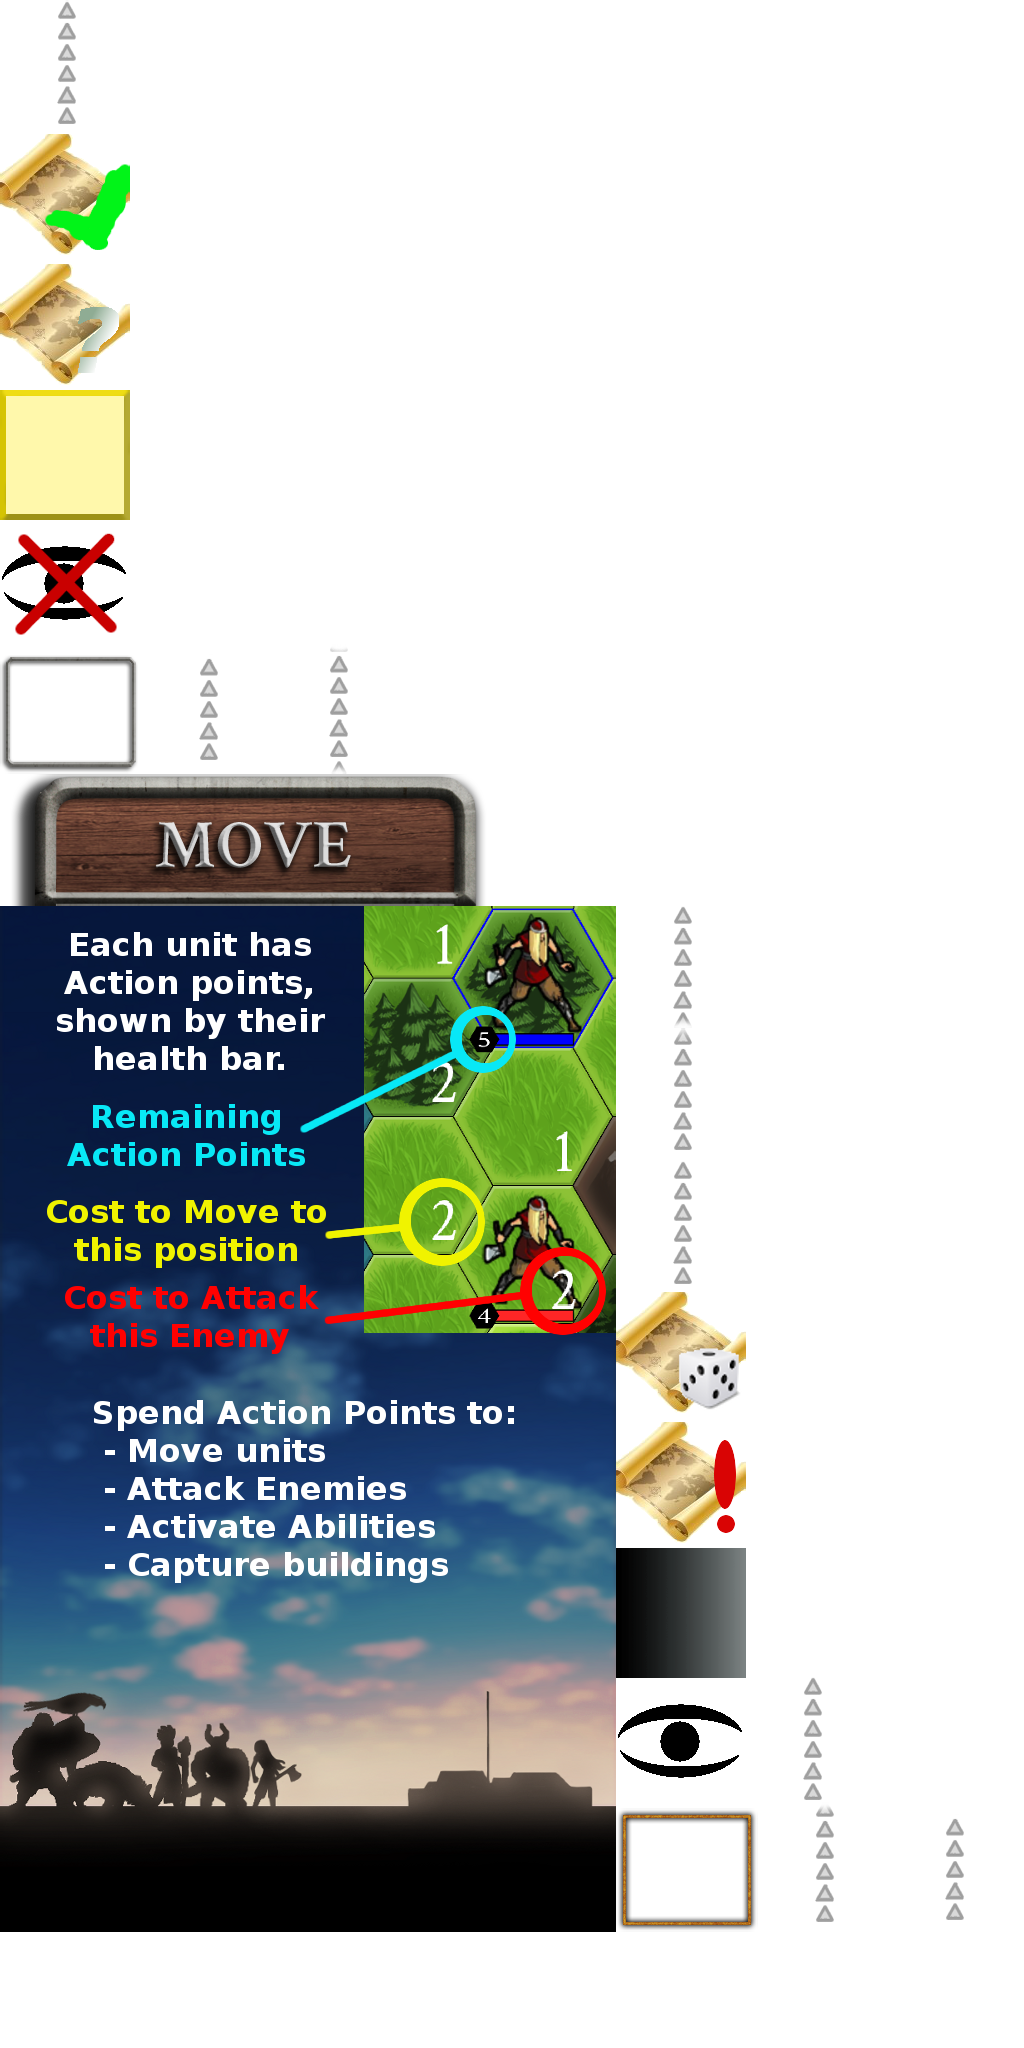 MOVE
Each unit has
Action points,
shown by their
health bar.
Remaining
Action Points
Cost to Move to
this position
Cost to Attack
this Enemy
1
5
2
1
2
2
4
Spend Action Points to:
- Move units
- Attack Enemies
- Activate Abilities
- Capture buildings
?
!